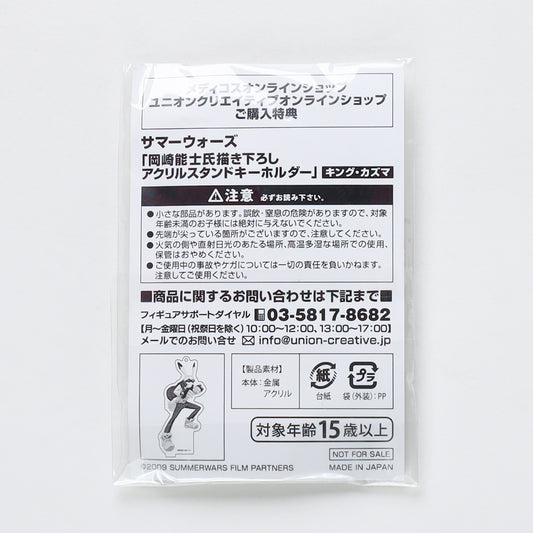 メディコスオンラインショップ
ユニオンクリエイティブオンラインショップ
ご購入特典
サマーウォーズ
「岡崎能士氏描き下ろし
アクリルスタンドキーホルダー」 キング・カズマ
注意 必ずお読み下さい。
●小さな部品があります。誤飲・窒息の危険がありますので、対象
年齢未満のお子様には絶対に与えないでください。
●先端が尖っている箇所がございますので、注意してください。
●火気の側や直射日光のあたる場所、高温多湿な場所での使用、
保管はおやめください。
●ご使用中の事故やケガについては一切の責任を負いかねます。
注意してご使用ください。
■商品に関するお問い合わせは下記まで■
フィギュアサポートダイヤル 03-5817-8682
【月〜金曜日(祝祭日を除く) 10:00〜12:00、13:00〜17:00】
メールでのお問い合せ info@union-creative.jp
【製品素材】
本体:金属
アクリル
紙
台紙
プラ
袋(外装):PP
対象年齢15歳以上
NOT FOR SALE
©2009 SUMMERWARS FILM PARTNERS
MADE IN JAPAN